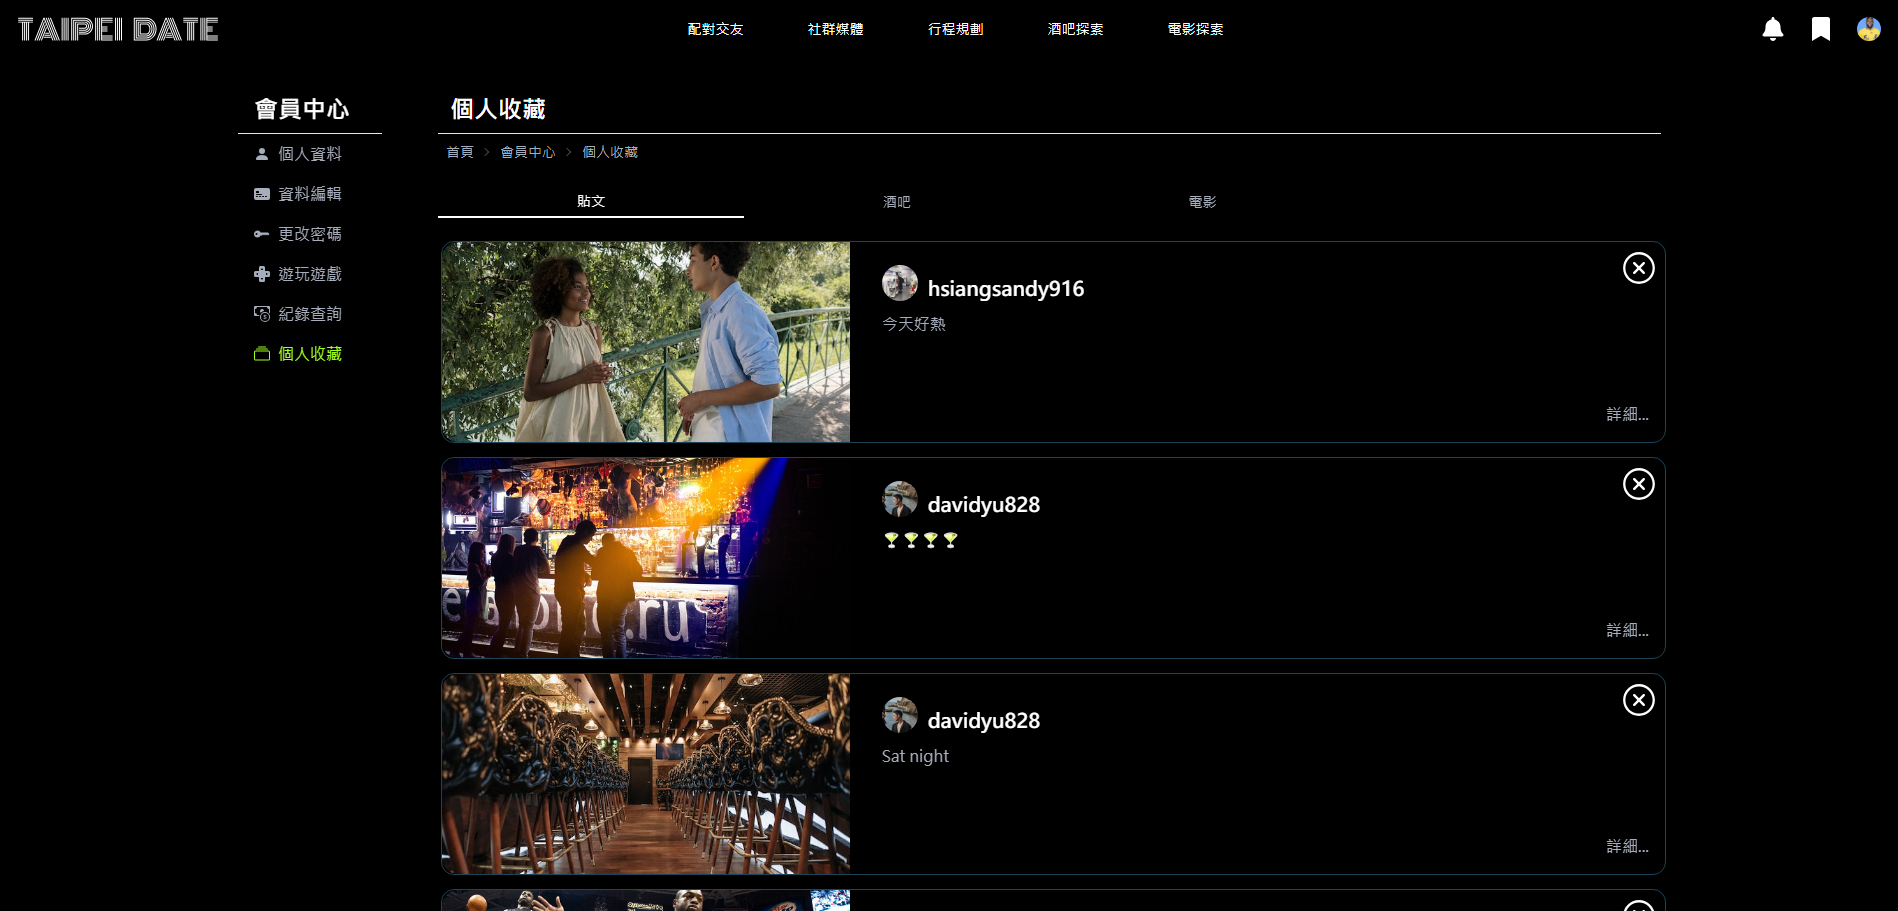 TAIPEI DATE
配對交友
社群媒體
行程規劃
酒吧探索
電影探索
會員中心
個人資料
資料編輯
更改密碼
遊玩遊戲
紀錄查詢
個人收藏
個人收藏
首頁 > 會員中心 > 個人收藏
貼文
酒吧
電影
hsiangsandy916
今天好熱
詳細...
davidyu828
🍸🍸🍸🍸
.ru
詳細...
davidyu828
Sat night
詳細...